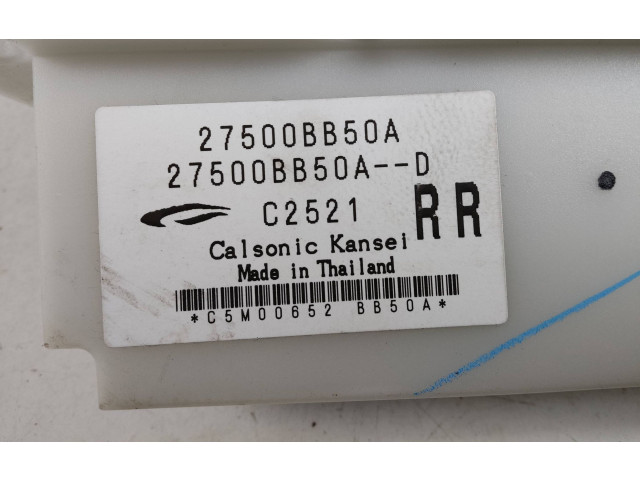 27500BB50A
27500BB50A--D
C2521 RR
Calsonic Kansei
Made in Thailand
*C5M00652 BB50A*